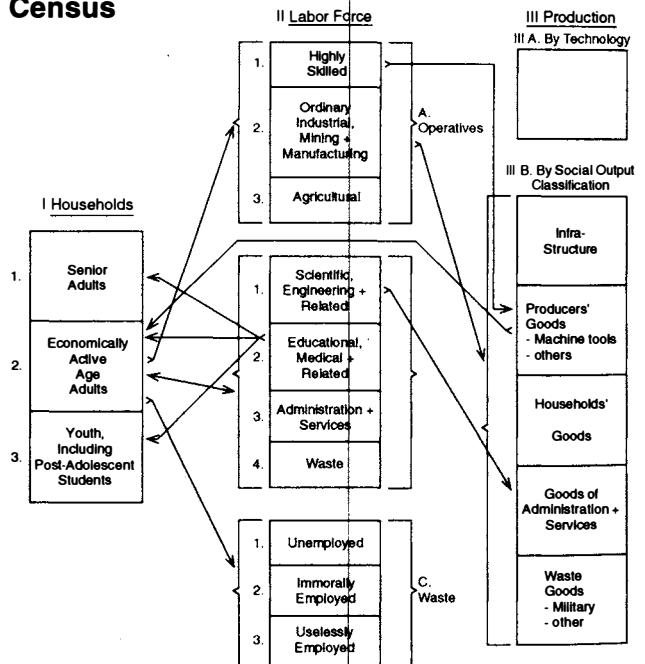 Census
II Labor Force
III Production
III A. By Technology
1.
Highly
Skilled
2.
Ordinary
Industrial,
Mining +
Manufacturing
3.
Agricultural
A.
Operatives
III B. By Social Output
Classification
I Households
1.
Senior
Adults
2.
Economically
Active
Age
Adults
3.
Youth,
Including
Post-Adolescent
Students
1.
Scientific,
Engineering +
Related
2.
Educational,
Medical +
Related
3.
Administration +
Services
4.
Waste
1.
Unemployed
2.
Immorally
Employed
3.
Uselessly
Employed
C.
Waste
Infra-
Structure
Producers'
Goods
- Machine tools
- others
Households'
Goods
Goods of
Administration +
Services
Waste
Goods
- Military
- other